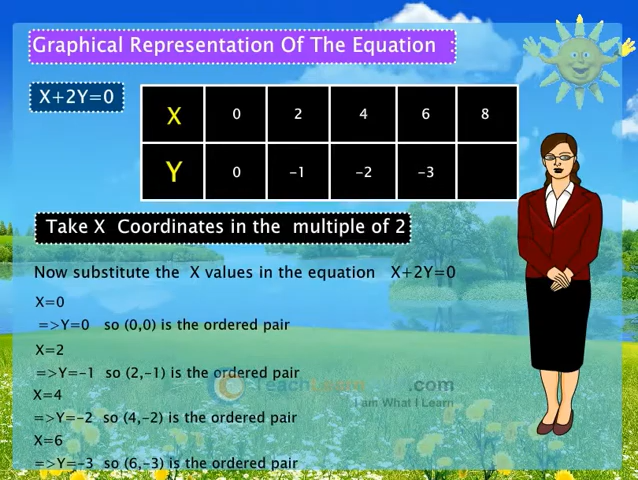 Graphical Representation Of The Equation
X+2Y=0
X 0 2 4 6 8
Y 0 -1 -2 -3
Take X Coordinates in the multiple of 2
Now substitute the X values in the equation X+2Y=0
X=0
=>Y=0 so (0,0) is the ordered pair
X=2
=>Y=-1 so (2,-1) is the ordered pair
X=4
=>Y=-2 so (4,-2) is the ordered pair
X=6
=>Y=-3 so (6,-3) is the ordered pair
.com
I am What I Learn